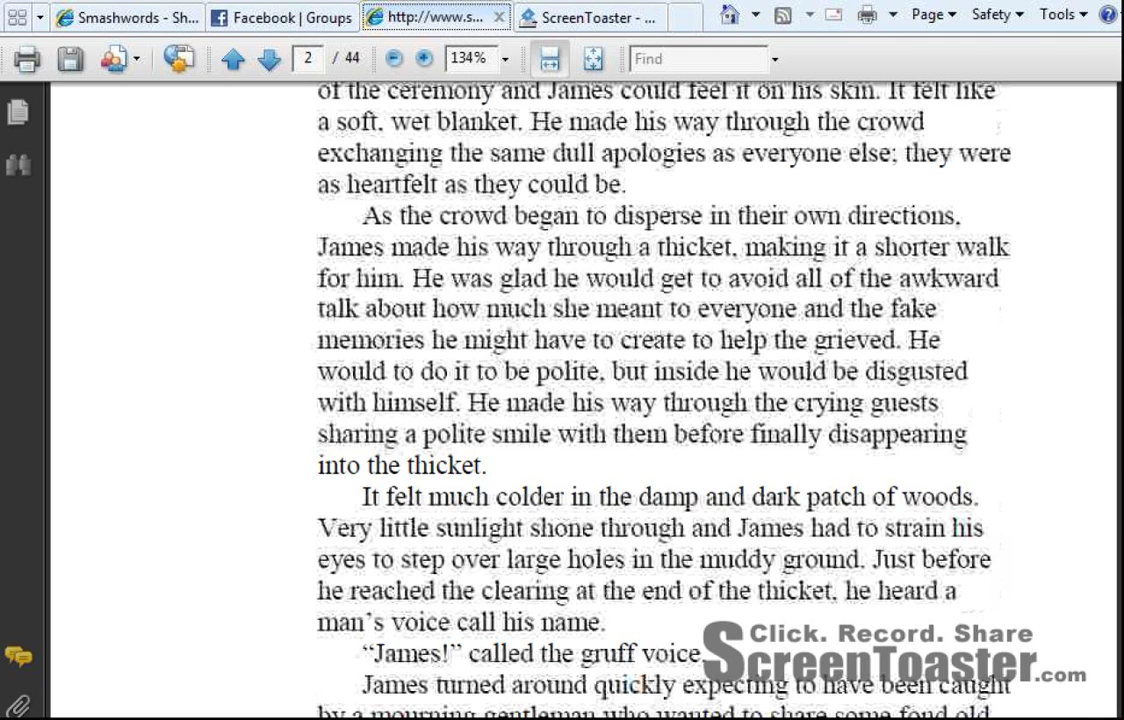 Smashwords - Sh...
Facebook | Groups
http://www.s...
ScreenToaster - ...
Page
Safety
Tools
2 / 44
134%
Find
of the ceremony and James could feel it on his skin. It felt like
a soft, wet blanket. He made his way through the crowd
exchanging the same dull apologies as everyone else; they were
as heartfelt as they could be.
As the crowd began to disperse in their own directions,
James made his way through a thicket, making it a shorter walk
for him. He was glad he would get to avoid all of the awkward
talk about how much she meant to everyone and the fake
memories he might have to create to help the grieved. He
would to do it to be polite, but inside he would be disgusted
with himself. He made his way through the crying guests
sharing a polite smile with them before finally disappearing
into the thicket.
It felt much colder in the damp and dark patch of woods.
Very little sunlight shone through and James had to strain his
eyes to step over large holes in the muddy ground. Just before
he reached the clearing at the end of the thicket, he heard a
man's voice call his name.
“James!” called the gruff voice.
Click. Record. Share
ScreenToaster.com
James turned around quickly expecting to have been caught
by a mourning gentleman who wanted to share some fond old